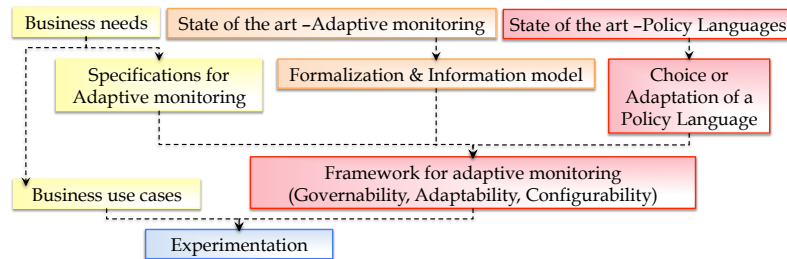 Business needs
State of the art –Adaptive monitoring
State of the art –Policy Languages
Specifications for
Adaptive monitoring
Formalization & Information model
Choice or
Adaptation of a
Policy Language
Framework for adaptive monitoring
(Governability, Adaptability, Configurability)
Business use cases
Experimentation